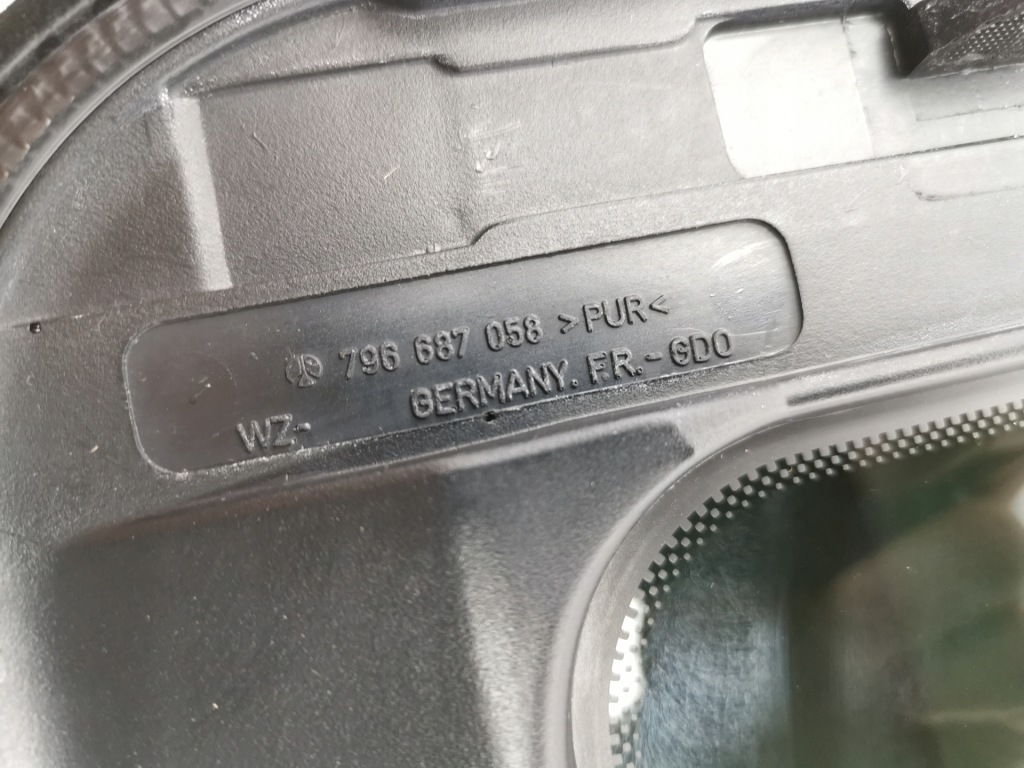 796 687 058 >PUR<
GERMANY. FR.-GDO
WZ-